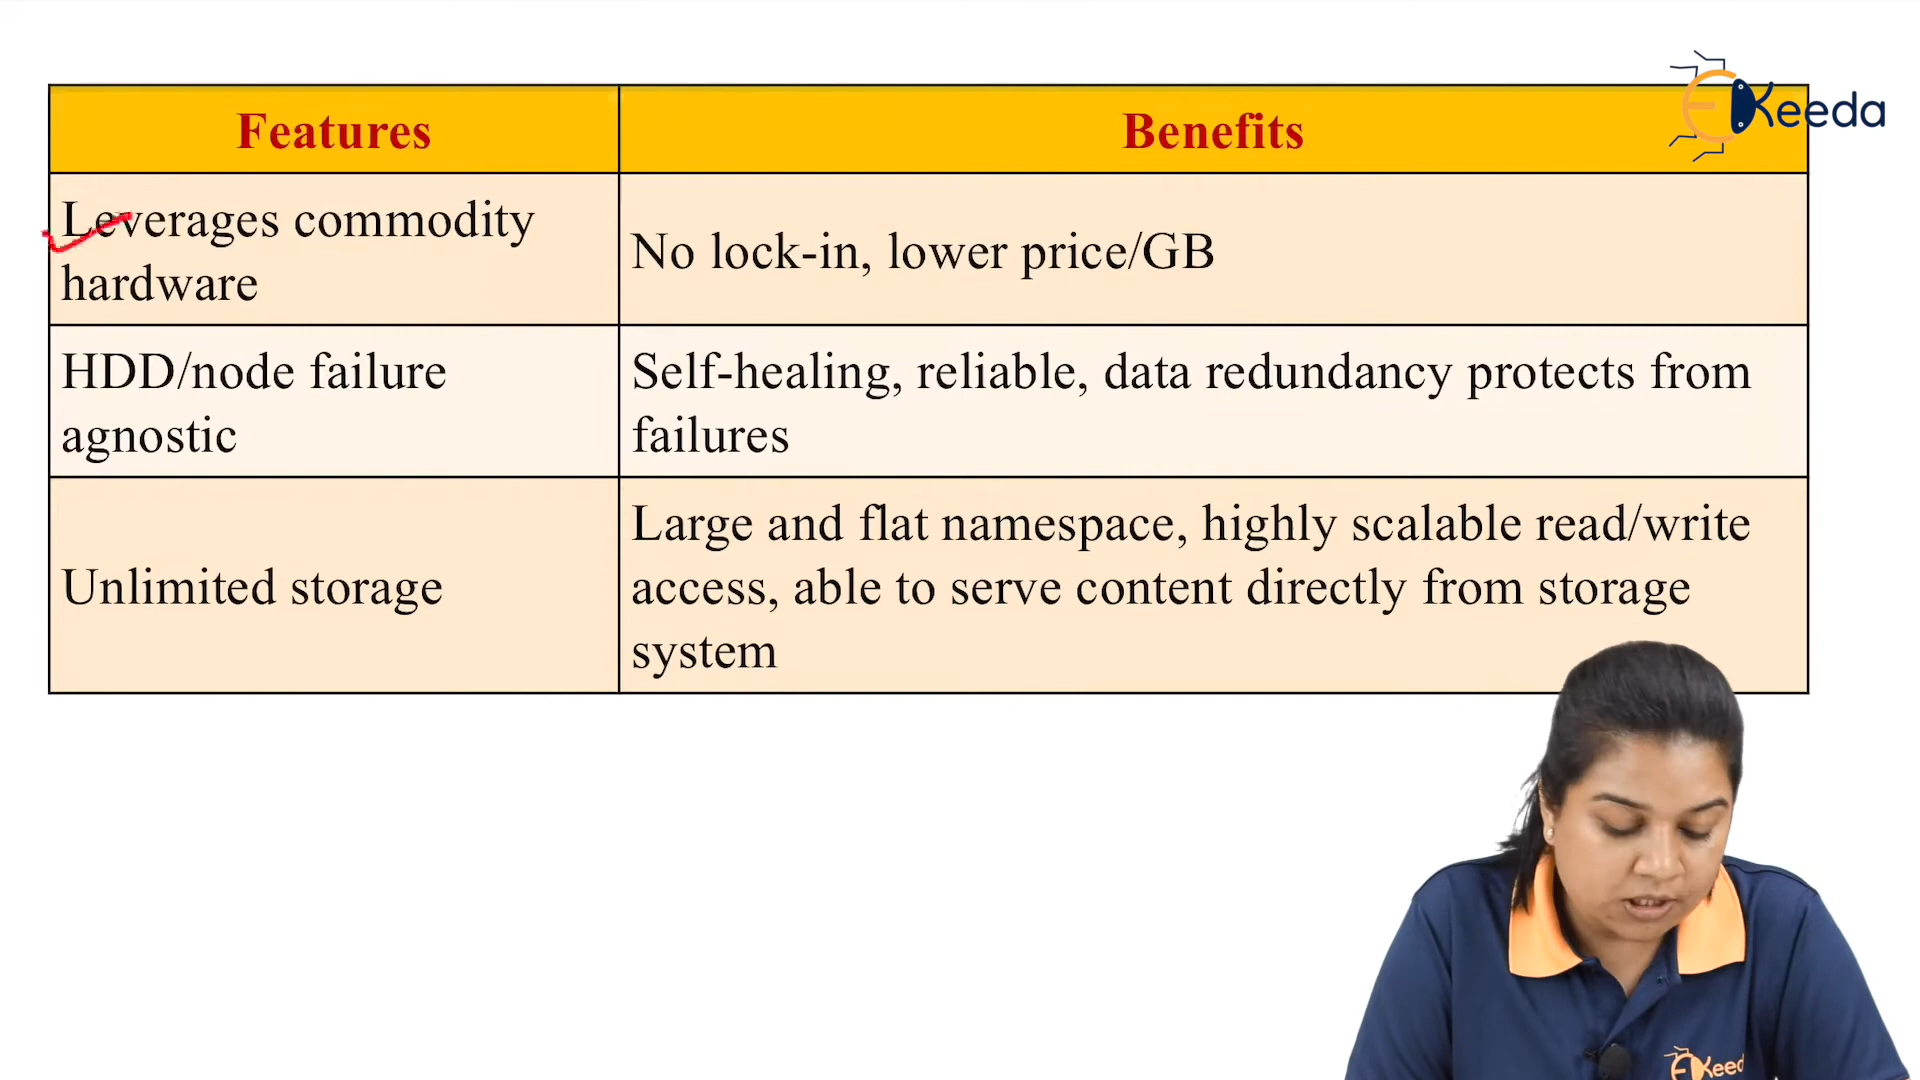 EKeeda
Features
Benefits
Leverages commodity
hardware
No lock-in, lower price/GB
HDD/node failure
agnostic
Self-healing, reliable, data redundancy protects from
failures
Unlimited storage
Large and flat namespace, highly scalable read/write
access, able to serve content directly from storage
system
EKeed